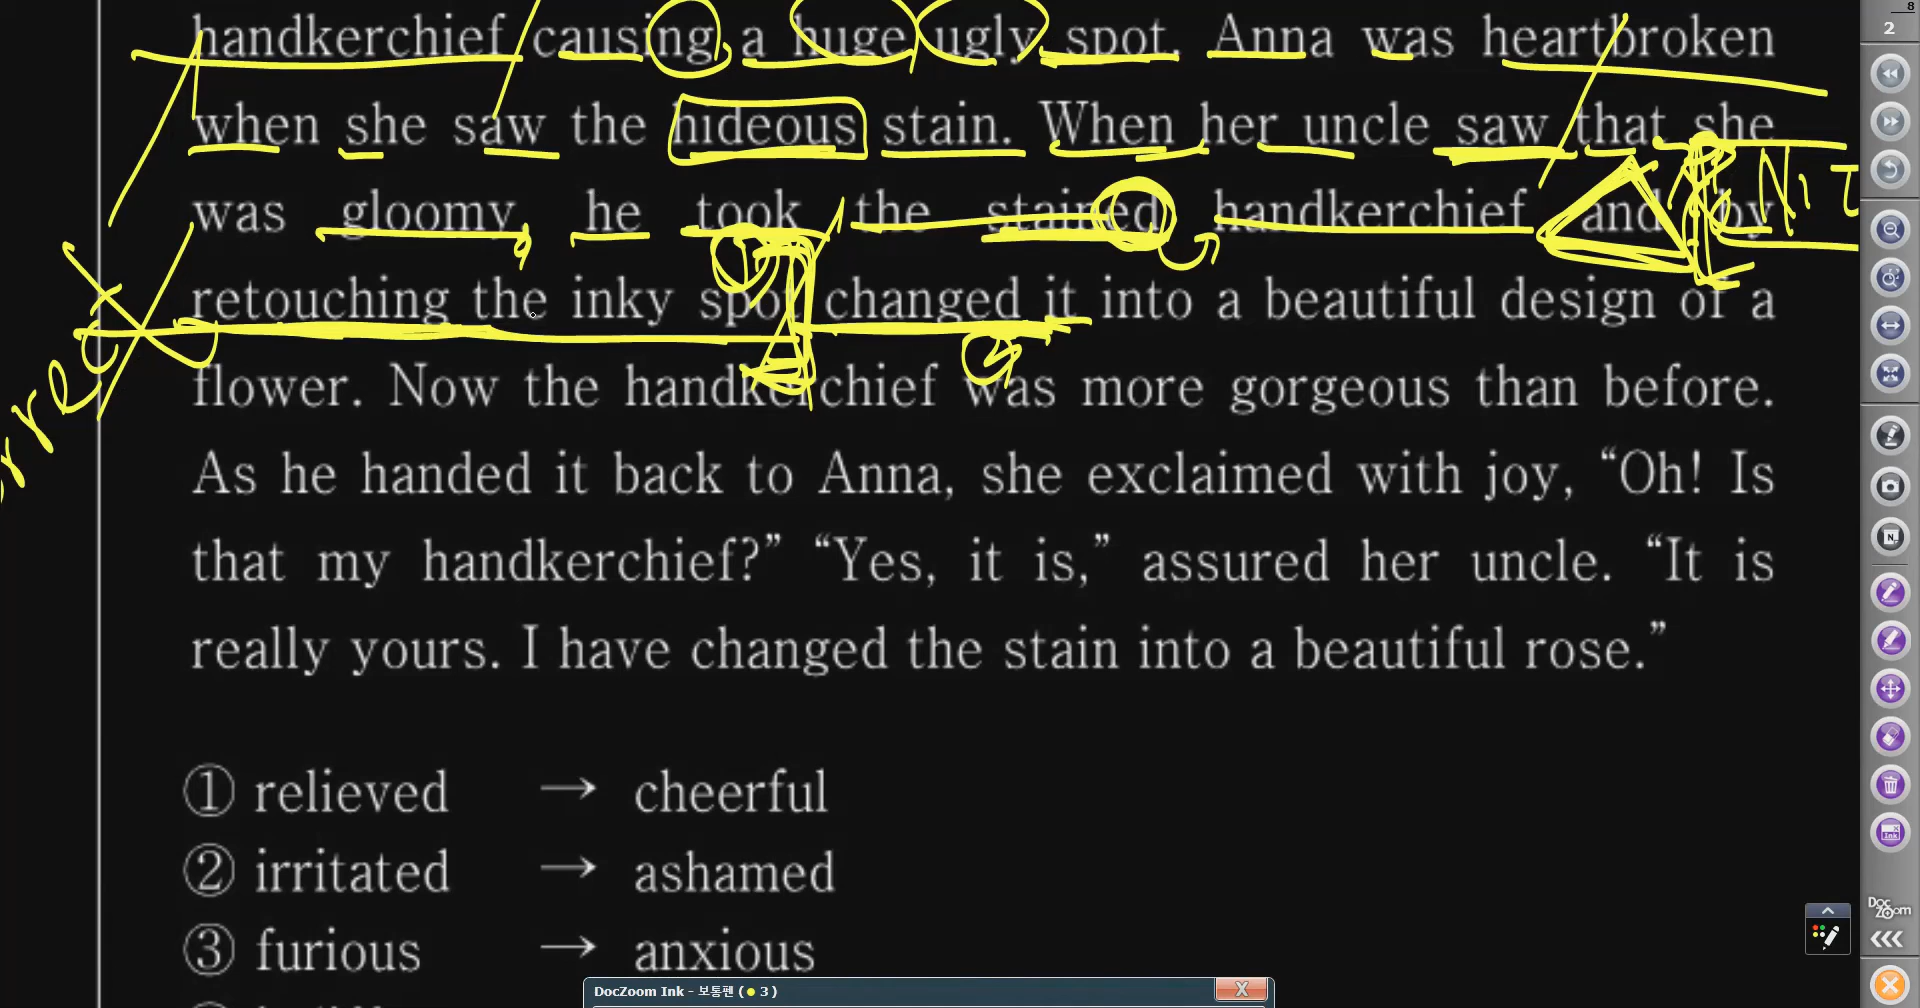 8
2
handkerchief causing a huge ugly spot. Anna was heartbroken
when she saw the hideous stain. When her uncle saw that she
was gloomy, he took the stained handkerchief and by
retouching the inky spot changed it into a beautiful design of a
flower. Now the handkerchief was more gorgeous than before.
As he handed it back to Anna, she exclaimed with joy, “Oh! Is
that my handkerchief?” “Yes, it is,” assured her uncle. “It is
really yours. I have changed the stain into a beautiful rose.”
① relieved → cheerful
② irritated → ashamed
③ furious → anxious
DocZoom Ink - 보통펜 ( 3 )
DocZoom